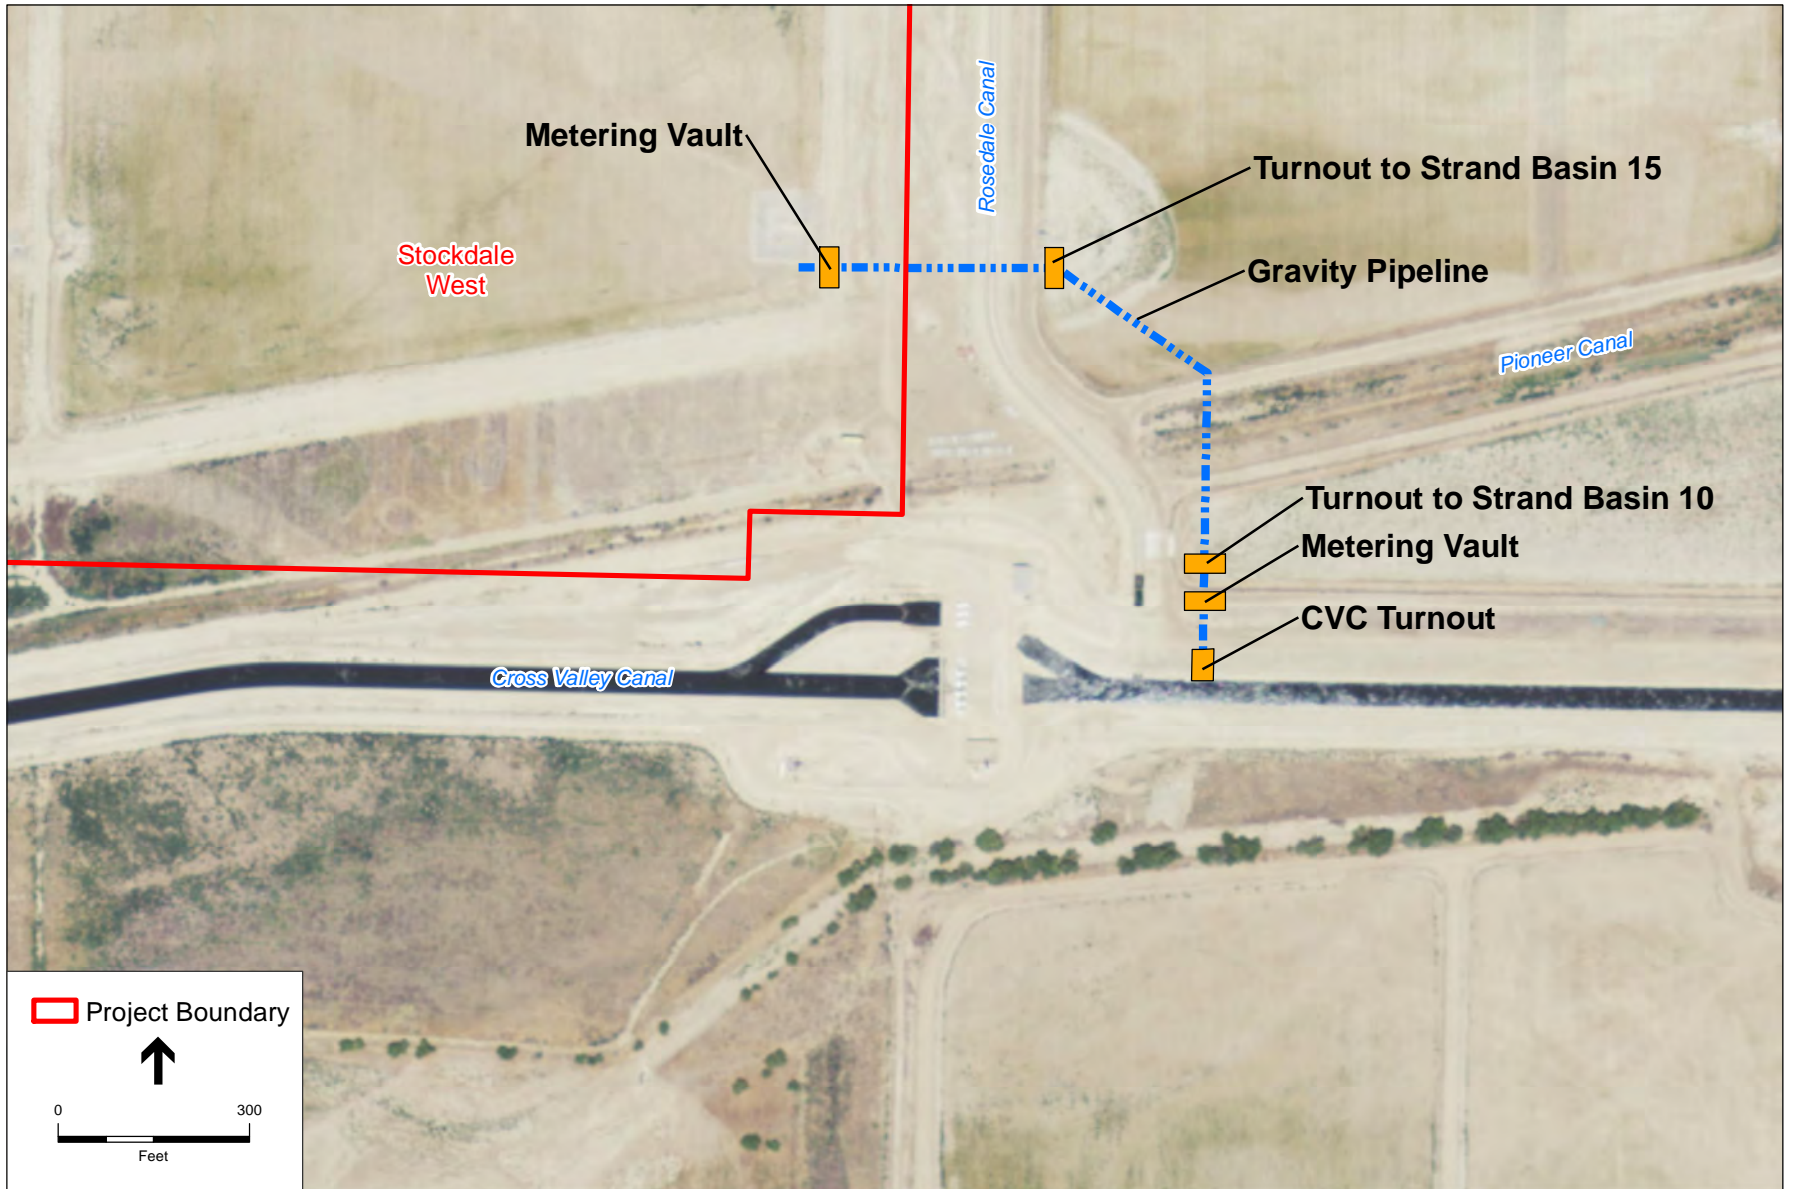 Rosedale Canal
Metering Vault
Turnout to Strand Basin 15
Stockdale
West
Gravity Pipeline
Pioneer Canal
Turnout to Strand Basin 10
Metering Vault
CVC Turnout
Cross Valley Canal
Project Boundary
0 300
Feet